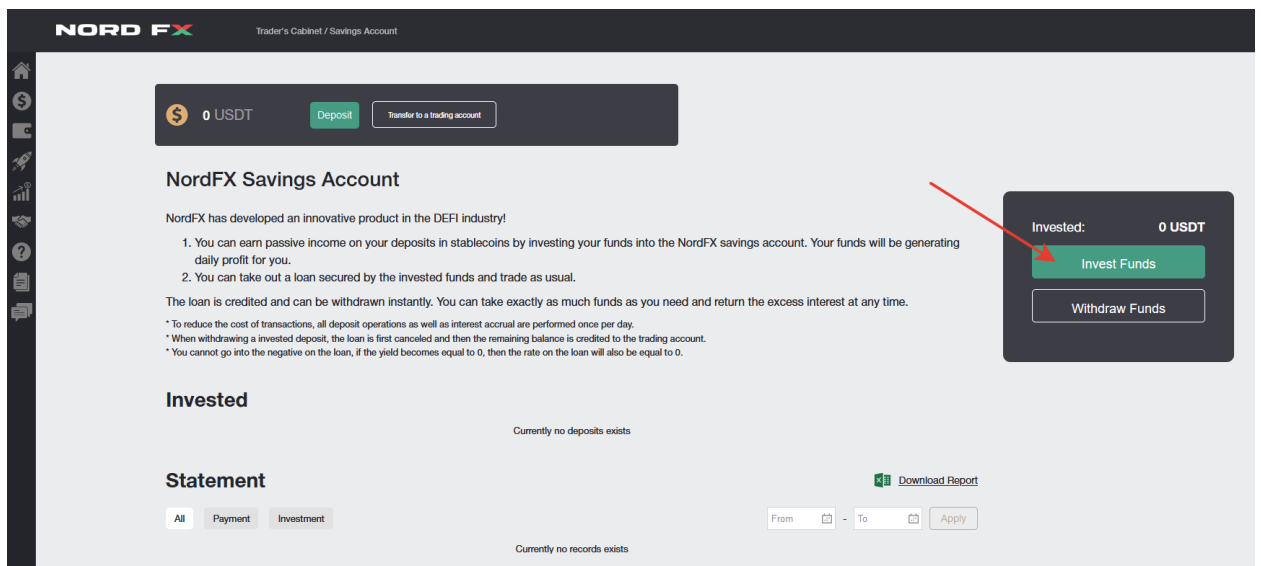 NORD FX
Trader's Cabinet / Savings Account
0 USDT
Deposit
Transfer to a trading account
NordFX Savings Account
NordFX has developed an innovative product in the DEFI industry!
1. You can earn passive income on your deposits in stablecoins by investing your funds into the NordFX savings account. Your funds will be generating
daily profit for you.
2. You can take out a loan secured by the invested funds and trade as usual.
The loan is credited and can be withdrawn instantly. You can take exactly as much funds as you need and return the excess interest at any time.
* To reduce the cost of transactions, all deposit operations as well as interest accrual are performed once per day.
* When withdrawing a invested deposit, the loan is first canceled and then the remaining balance is credited to the trading account.
* You cannot go into the negative on the loan, if the yield becomes equal to 0, then the rate on the loan will also be equal to 0.
Invested: 0 USDT
Invest Funds
Withdraw Funds
Invested
Currently no deposits exists
Statement
Download Report
All Payment Investment
From - To Apply
Currently no records exists